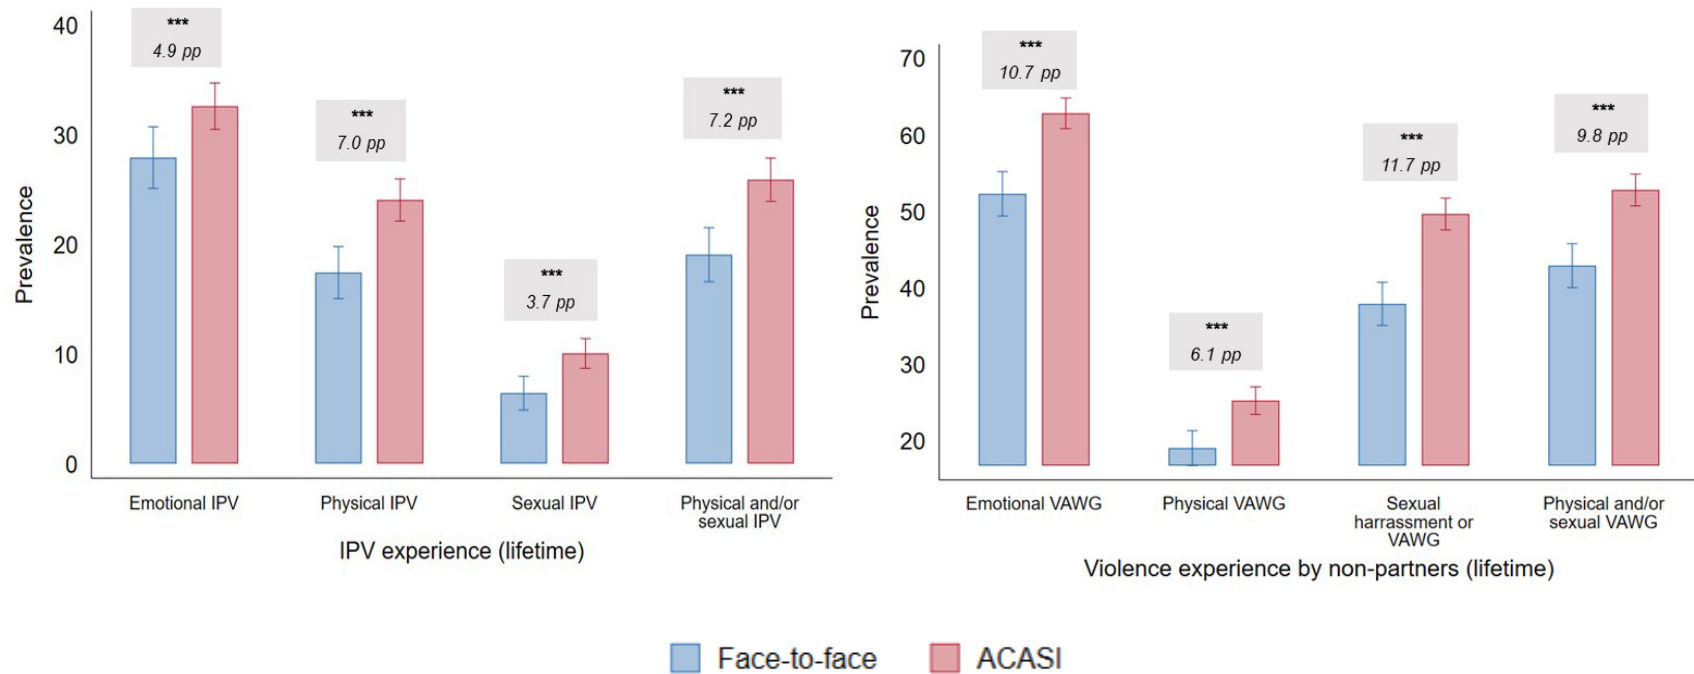 40
30
20
10
0
Prevalence
***
4.9 pp
***
7.0 pp
***
3.7 pp
***
7.2 pp
Emotional IPV
Physical IPV
Sexual IPV
Physical and/or
sexual IPV
IPV experience (lifetime)
70
60
50
40
30
20
Prevalence
***
10.7 pp
***
6.1 pp
***
11.7 pp
***
9.8 pp
Emotional VAWG
Physical VAWG
Sexual
harrassment or
VAWG
Physical and/or
sexual VAWG
Violence experience by non-partners (lifetime)
Face-to-face
ACASI